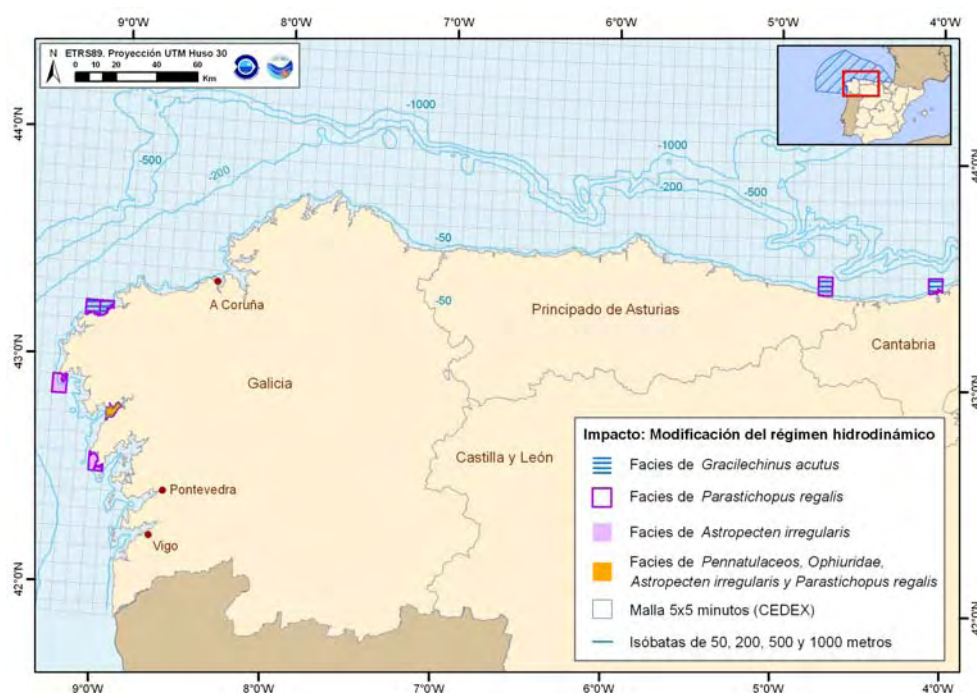 9°0'W 8°0'W 7°0'W 6°0'W 5°0'W 4°0'W
N ETRS89. Proyección UTM Huso 30
0 10 20 40 60
Km
44°0'N
44°0'N
-1000
-500
-200
-1000
-200
-500
-50
-50
A Coruña
Principado de Asturias
Cantabria
43°0'N
43°0'N
Galicia
Castilla y León
Pontevedra
Vigo
42°0'N
42°0'N
Impacto: Modificación del régimen hidrodinámico
Facies de Gracilechinus acutus
Facies de Parastichopus regalis
Facies de Astropecten irregularis
Facies de Pennatulaceos, Ophiuridae,
Astropecten irregularis y Parastichopus regalis
Malla 5x5 minutos (CEDEX)
Isóbatas de 50, 200, 500 y 1000 metros
9°0'W 8°0'W 7°0'W 6°0'W 5°0'W 4°0'W